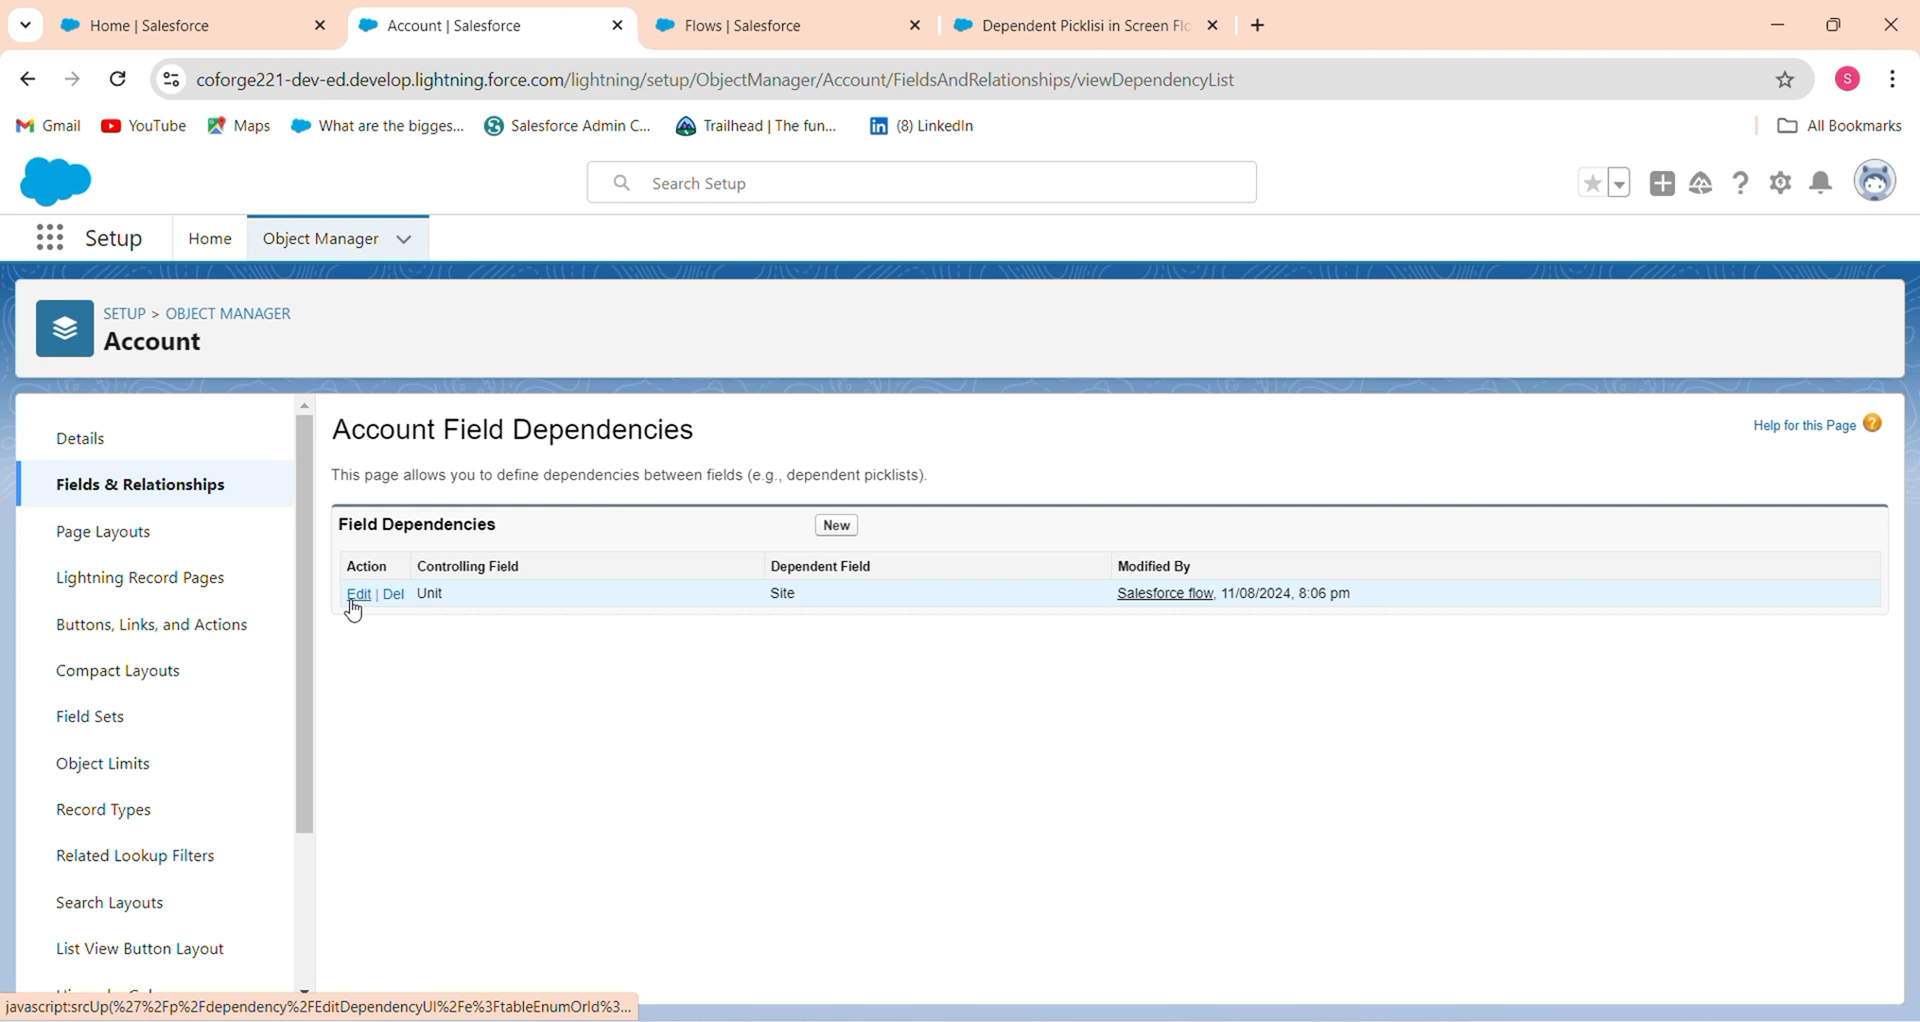 Home | Salesforce
Account | Salesforce
Flows | Salesforce
Dependent Picklisi in Screen Flo
coforge221-dev-ed.develop.lightning.force.com/lightning/setup/ObjectManager/Account/FieldsAndRelationships/viewDependencyList
S
Gmail
YouTube
Maps
What are the bigges...
Salesforce Admin C...
Trailhead | The fun...
(8) LinkedIn
All Bookmarks
Search Setup
Setup
Home
Object Manager
SETUP > OBJECT MANAGER
Account
Details
Fields & Relationships
Page Layouts
Lightning Record Pages
Buttons, Links, and Actions
Compact Layouts
Field Sets
Object Limits
Record Types
Related Lookup Filters
Search Layouts
List View Button Layout
Account Field Dependencies
Help for this Page ?
This page allows you to define dependencies between fields (e.g., dependent picklists).
Field Dependencies
New
Action Controlling Field Dependent Field Modified By
Edit | Del Unit Site Salesforce flow, 11/08/2024, 8:06 pm
javascript:srcUp(%27%2Fp%2Fdependency%2FEditDependencyUI%2Fe%3FtableEnumOrId%3...